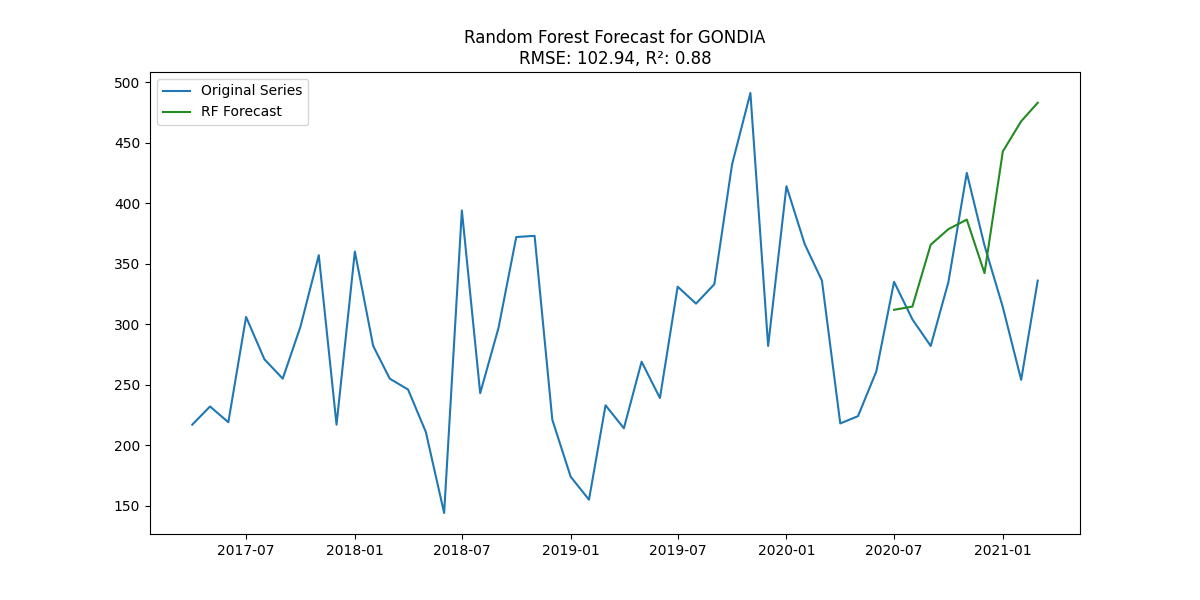 Random Forest Forecast for GONDIA
RMSE: 102.94, R²: 0.88
Original Series
RF Forecast
500
450
400
350
300
250
200
150
2017-07 2018-01 2018-07 2019-01 2019-07 2020-01 2020-07 2021-01